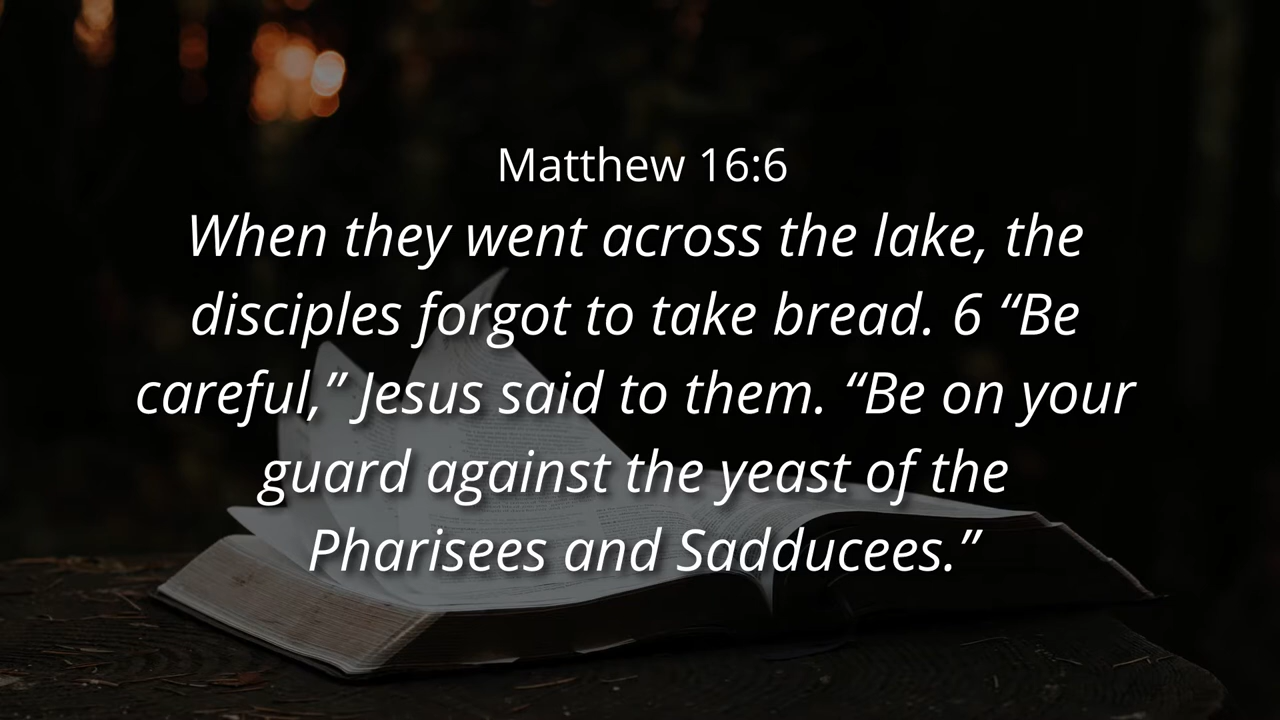 Matthew 16:6
When they went across the lake, the
disciples forgot to take bread. 6 “Be
careful,” Jesus said to them. “Be on your
guard against the yeast of the
Pharisees and Sadducees.”